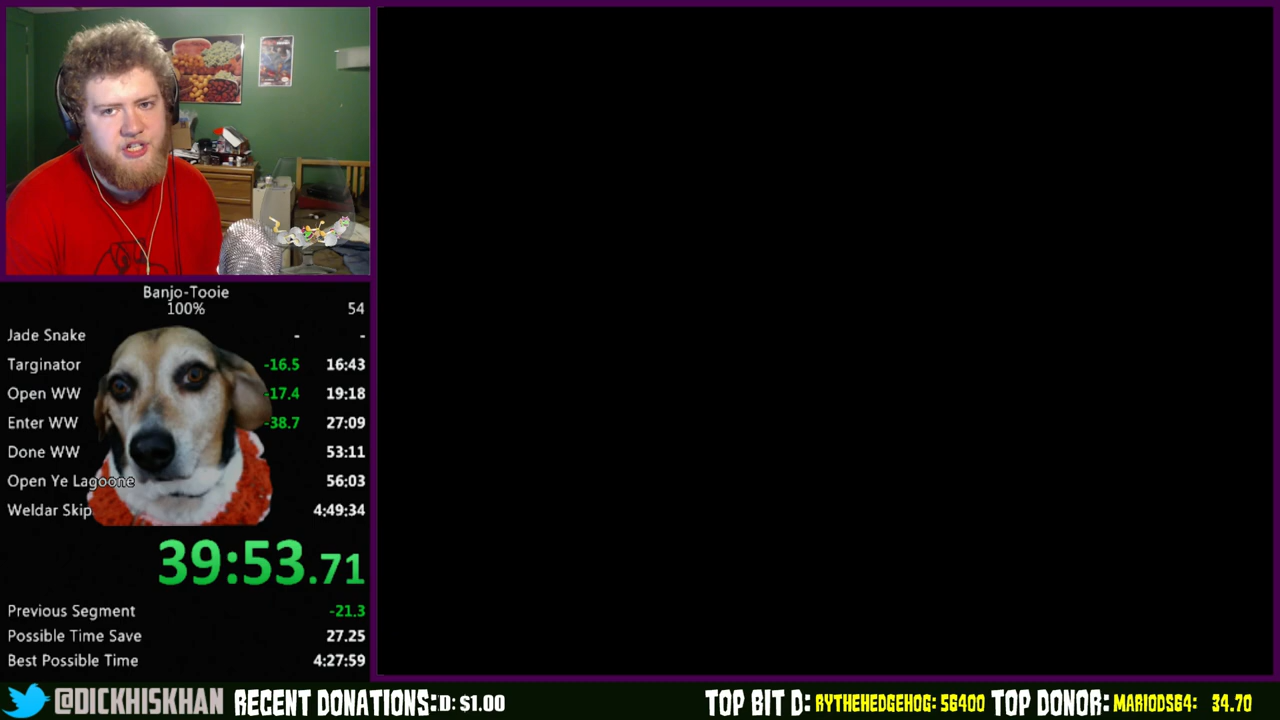 Banjo-Tooie
100% 54
Jade Snake - -
Targinator -16.5 16:43
Open WW -17.4 19:18
Enter WW -38.7 27:09
Done WW 53:11
Open Ye Lagoone 56:03
Weldar Skip 4:49:34
39:53.71
Previous Segment -21.3
Possible Time Save 27.25
Best Possible Time 4:27:59
@DICKHISKHAN RECENT DONATIONS: D: $1.00 TOP BIT D: RYTHEHEDGEHOG: 56400 TOP DONOR: MARIODS64: 34.70